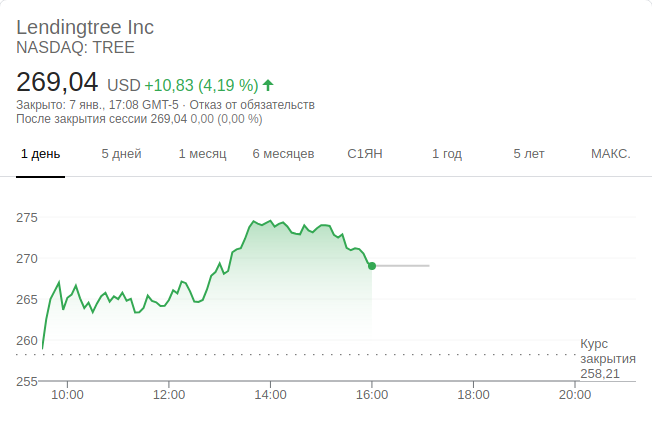 Lendingtree Inc
NASDAQ: TREE
269,04 USD +10,83 (4,19 %)
Закрыто: 7 янв., 17:08 GMT-5 · Отказ от обязательств
После закрытия сессии 269,04 0,00 (0,00 %)
1 день 5 дней 1 месяц 6 месяцев С1ЯН 1 год 5 лет МАКС.
275
270
265
260
255
Курс
закрытия
258,21
10:00 12:00 14:00 16:00 18:00 20:00